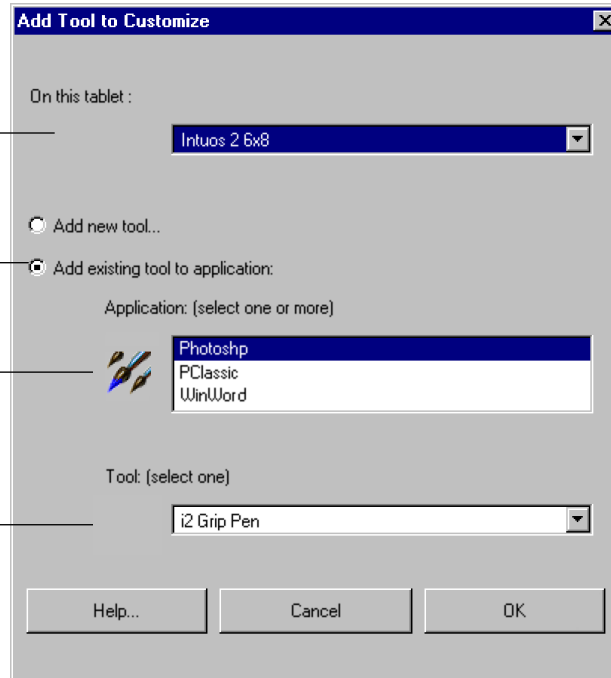 Add Tool to Customize
On this tablet :
Intuos 2 6x8
Add new tool...
Add existing tool to application:
Application: (select one or more)
Photoshp
PClassic
WinWord
Tool: (select one)
i2 Grip Pen
Help... Cancel OK